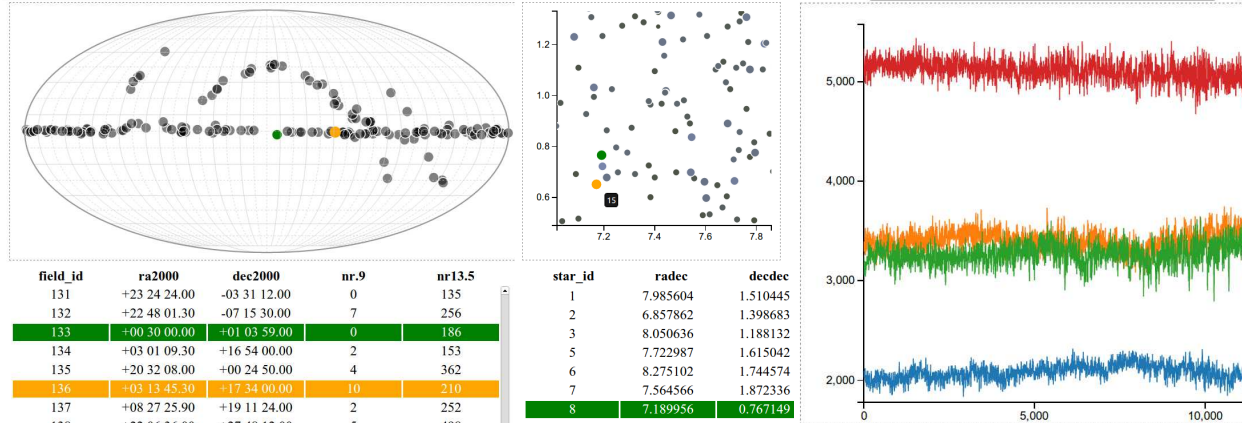 1.2
1.0
0.8
0.6
15
7.2 7.4 7.6 7.8
5,000
4,000
3,000
2,000
0 5,000 10,000
field_id ra2000 dec2000 nr.9 nr13.5
131 +23 24 24.00 -03 31 12.00 0 135
132 +22 48 01.30 -07 15 30.00 7 256
133 +00 30 00.00 +01 03 59.00 0 186
134 +03 01 09.30 +16 54 00.00 2 153
135 +20 32 08.00 +00 24 50.00 4 362
136 +03 13 45.30 +17 34 00.00 10 210
137 +08 27 25.90 +19 11 24.00 2 252
star_id radec decdec
1 7.985604 1.510445
2 6.857862 1.398683
3 8.050636 1.188132
5 7.722987 1.615042
6 8.275102 1.744574
7 7.564566 1.872336
8 7.189956 0.767149